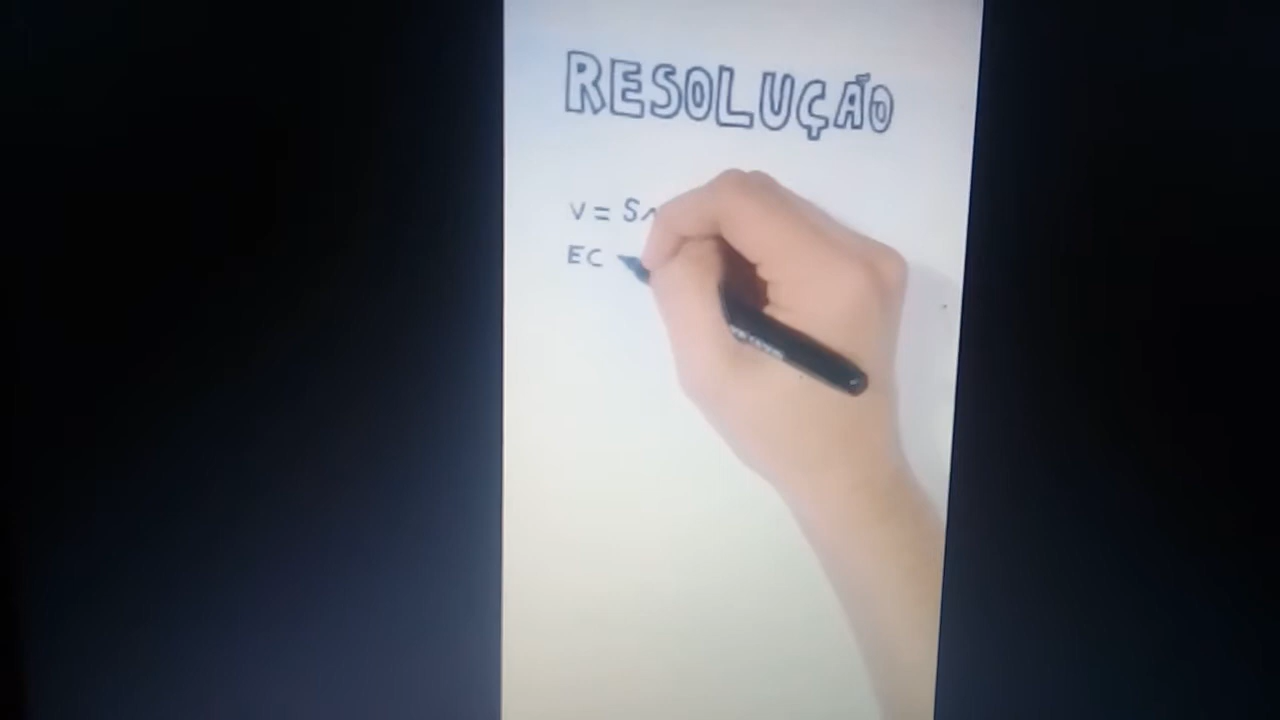 RESOLUÇÃO
V =
EC